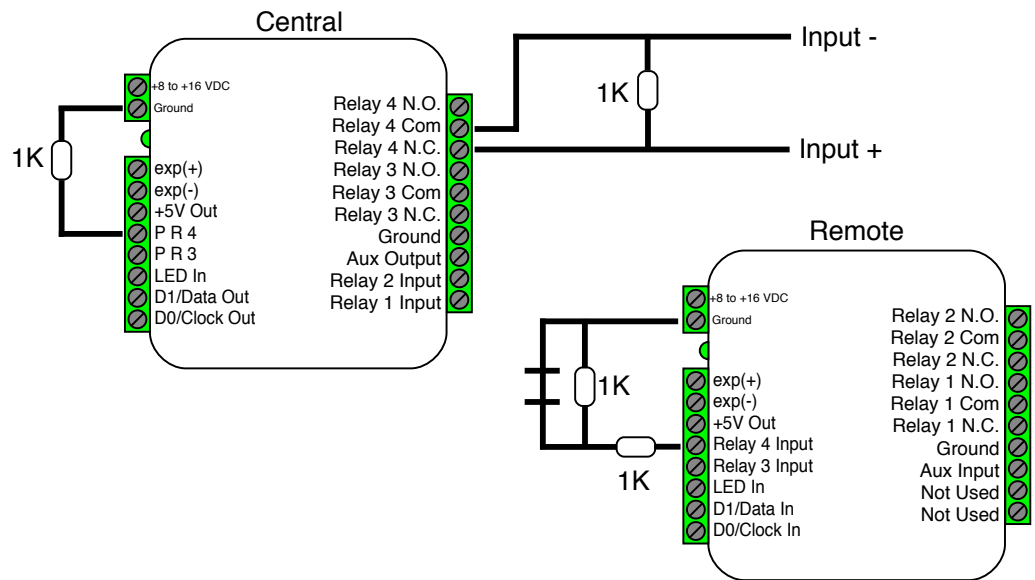 Central
+8 to +16 VDC
Ground
1K
exp(+)
exp(-)
+5V Out
P R 4
P R 3
LED In
D1/Data Out
D0/Clock Out
Relay 4 N.O.
Relay 4 Com
Relay 4 N.C.
Relay 3 N.O.
Relay 3 Com
Relay 3 N.C.
Ground
Aux Output
Relay 2 Input
Relay 1 Input
Input -
1K
Input +
Remote
+8 to +16 VDC
Ground
1K
1K
exp(+)
exp(-)
+5V Out
Relay 4 Input
Relay 3 Input
LED In
D1/Data In
D0/Clock In
Relay 2 N.O.
Relay 2 Com
Relay 2 N.C.
Relay 1 N.O.
Relay 1 Com
Relay 1 N.C.
Ground
Aux Input
Not Used
Not Used